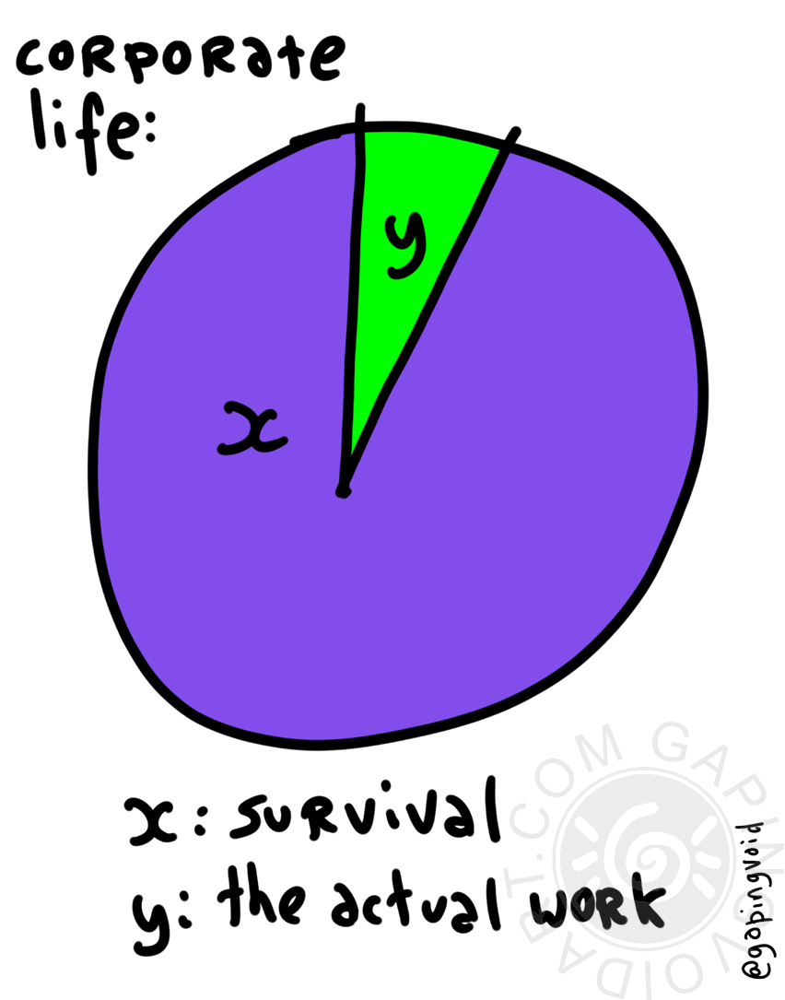 corporate
life:
y
x
x: survival
y: the actual work
@gapingvoid
GAPINGVOIDART.COM